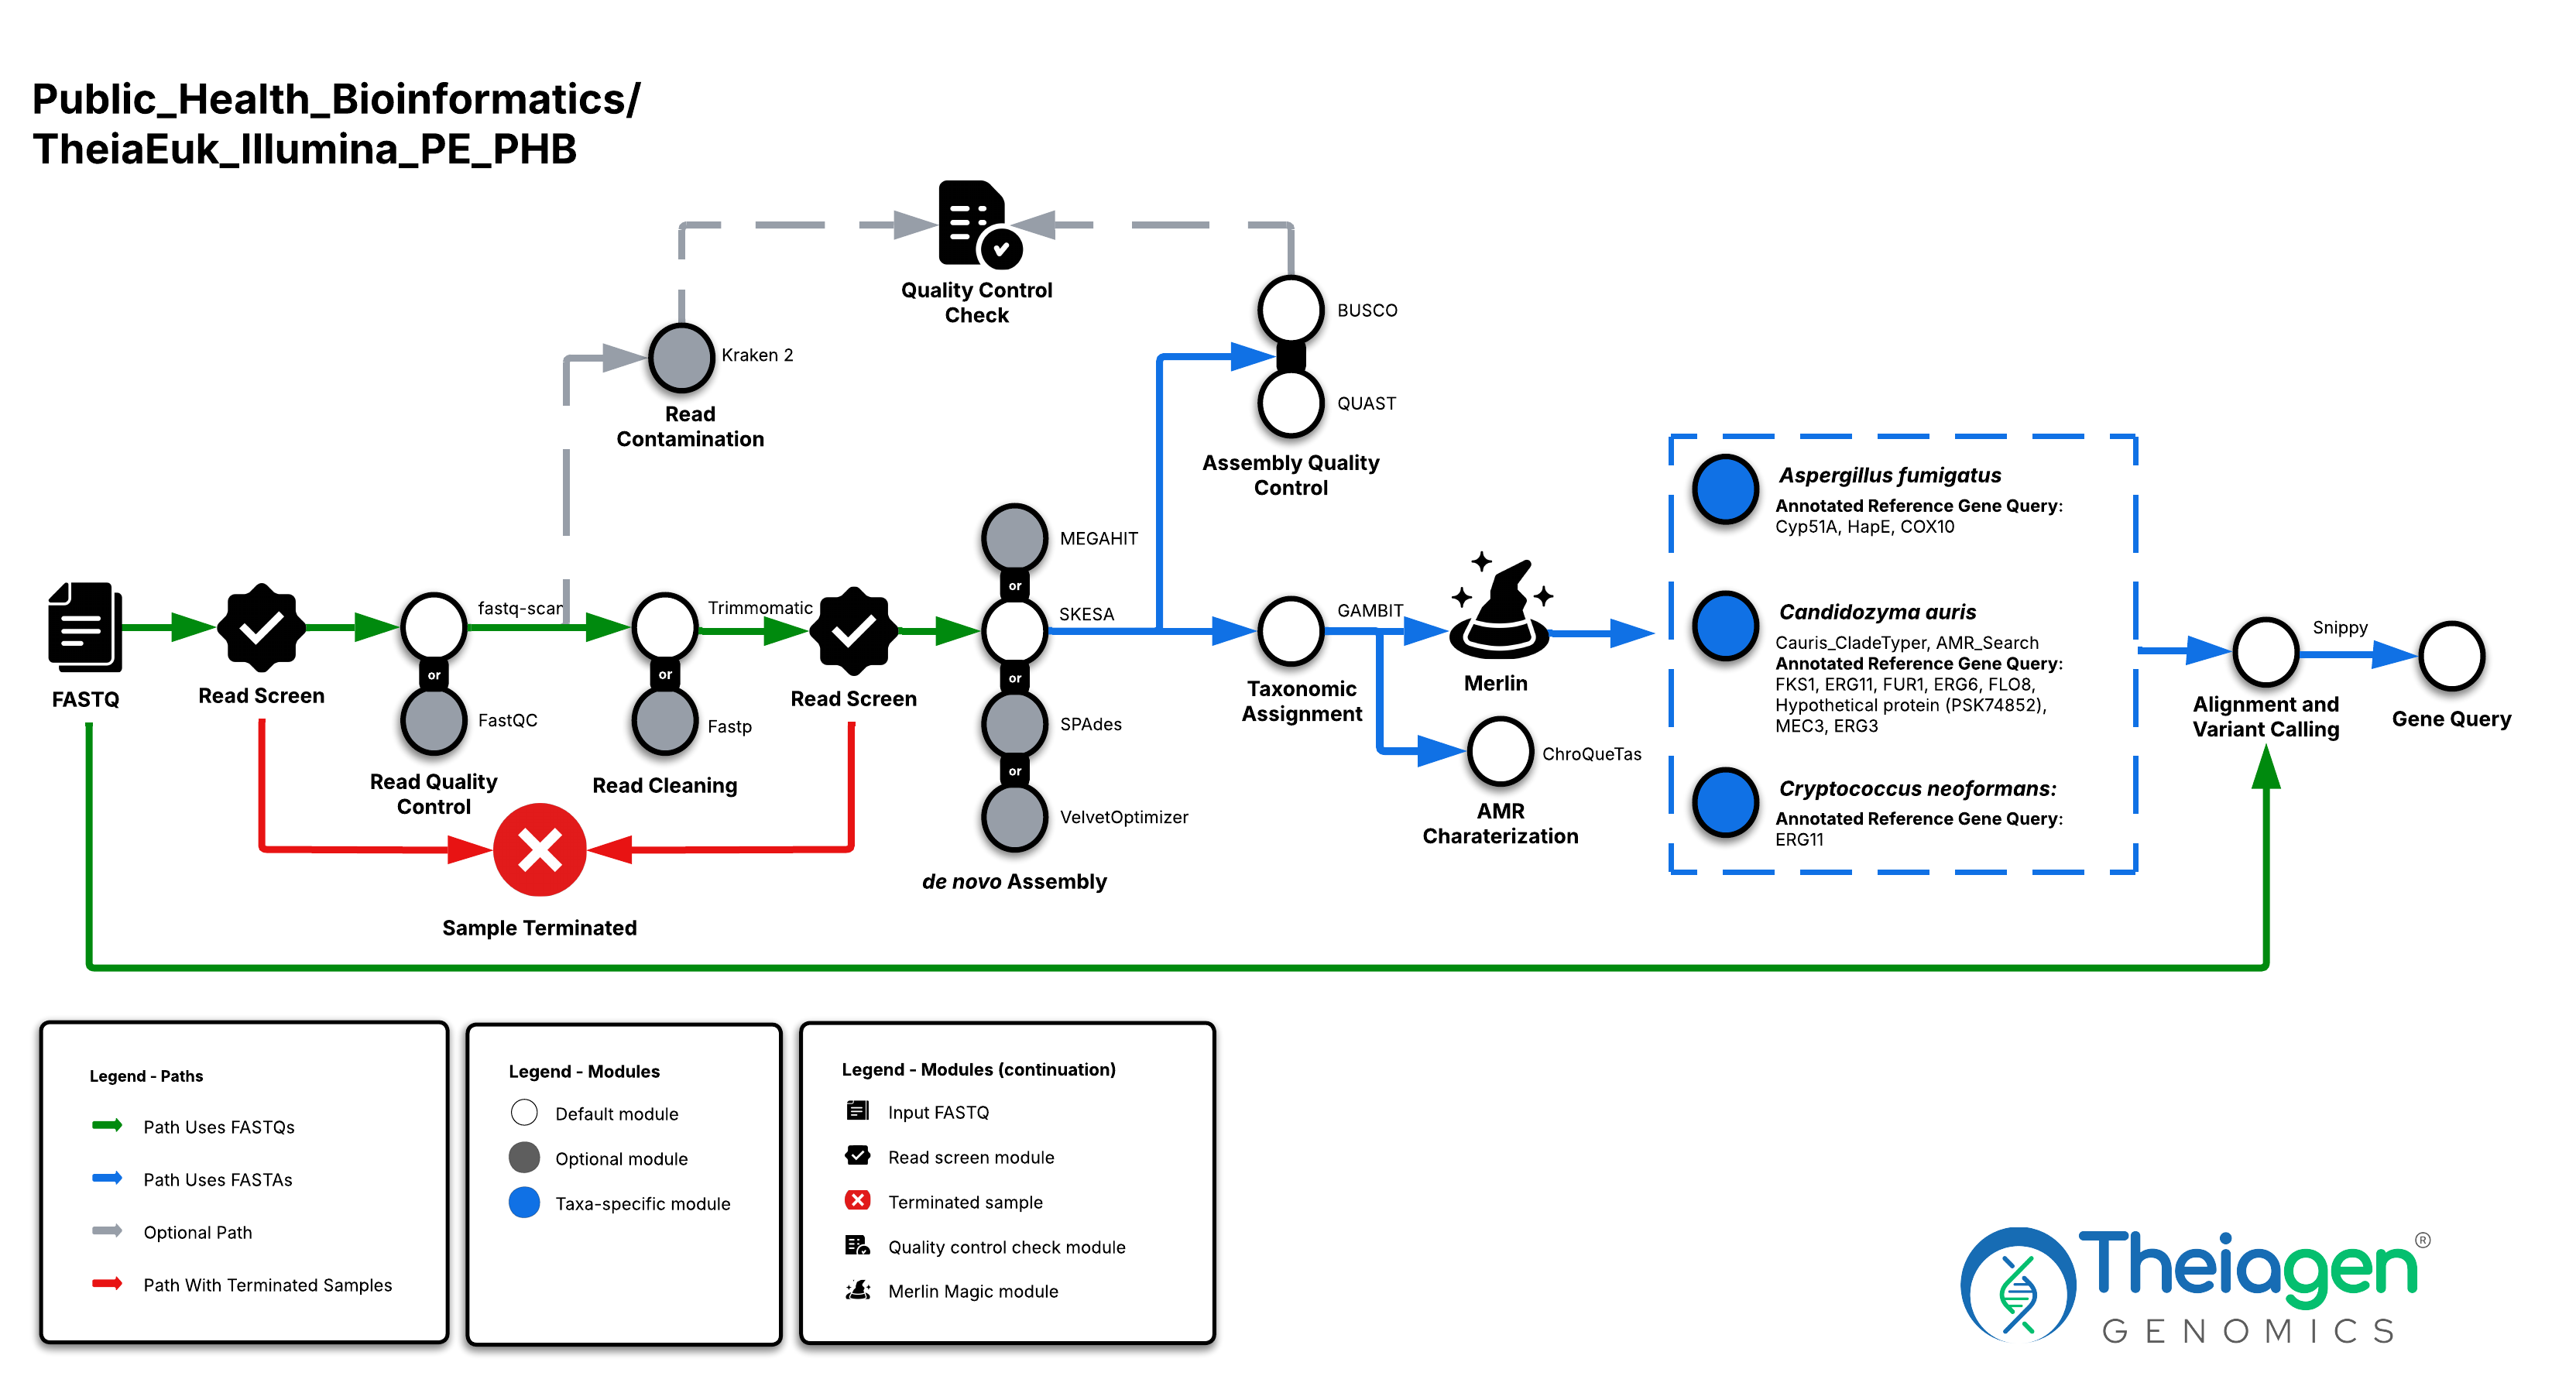 Public_Health_Bioinformatics/
TheiaEuk_Illumina_PE_PHB
Quality Control
Check
Kraken 2
Read
Contamination
BUSCO
QUAST
Assembly Quality
Control
FASTQ
Read Screen
fastq-scan
or
FastQC
Read Quality
Control
Trimmomatic
or
Fastp
Read Cleaning
Read Screen
Sample Terminated
MEGAHIT
or
SKESA
or
SPAdes
or
VelvetOptimizer
de novo Assembly
GAMBIT
Taxonomic
Assignment
Merlin
ChroQueTas
AMR
Charaterization
Aspergillus fumigatus
Annotated Reference Gene Query:
Cyp51A, HapE, COX10
Candidozyma auris
Cauris_CladeTyper, AMR_Search
Annotated Reference Gene Query:
FKS1, ERG11, FUR1, ERG6, FLO8,
Hypothetical protein (PSK74852),
MEC3, ERG3
Cryptococcus neoformans:
Annotated Reference Gene Query:
ERG11
Snippy
Alignment and
Variant Calling
Gene Query
Legend - Paths
Path Uses FASTQs
Path Uses FASTAs
Optional Path
Path With Terminated Samples
Legend - Modules
Default module
Optional module
Taxa-specific module
Legend - Modules (continuation)
Input FASTQ
Read screen module
Terminated sample
Quality control check module
Merlin Magic module
Theiagen®
GENOMICS